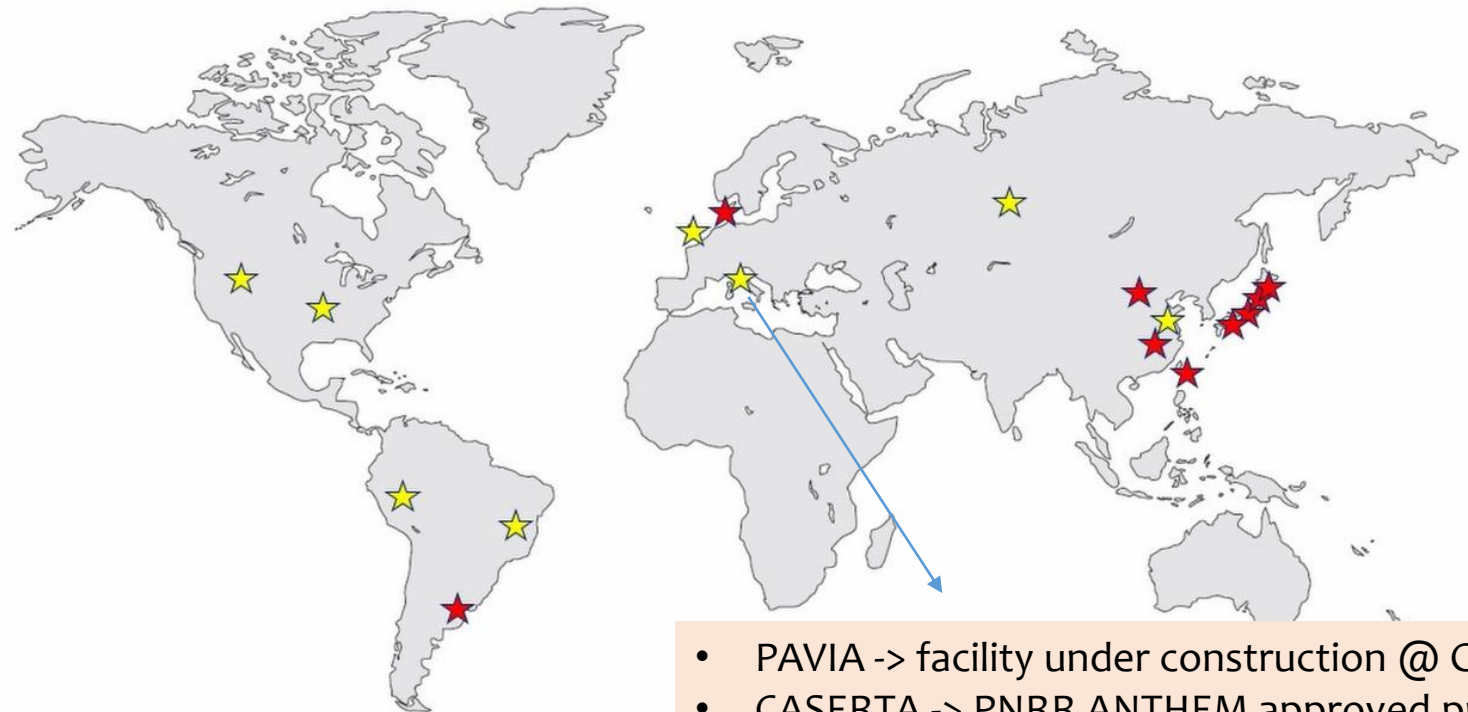 • PAVIA -> facility under construction @ C
• CASERTA -> PNRR ANTHEM approved